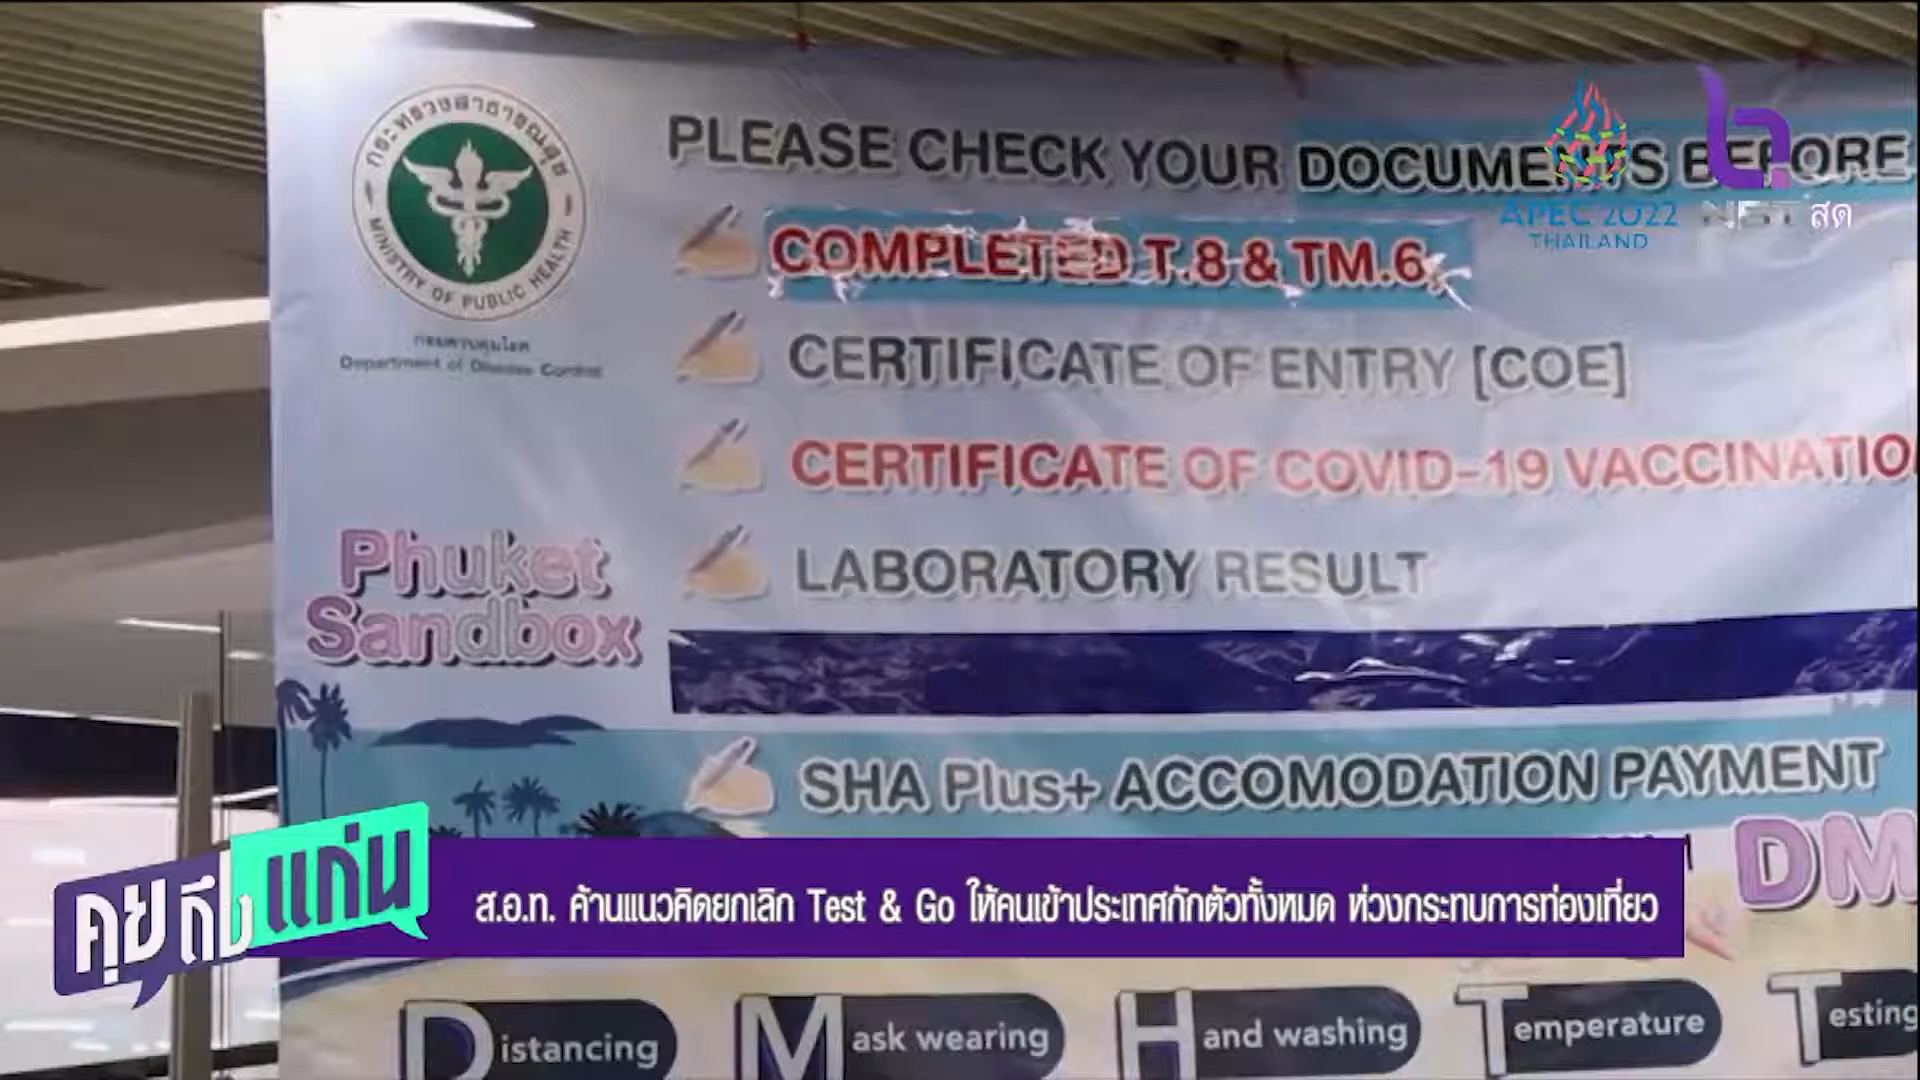 กระทรวงสาธารณสุข
MINISTRY OF PUBLIC HEALTH
กรมควบคุมโรค
Department of Disease Control
PLEASE CHECK YOUR DOCUMENTS BEFORE
COMPLETED T.8 & TM.6
CERTIFICATE OF ENTRY [COE]
CERTIFICATE OF COVID-19 VACCINATIO
LABORATORY RESULT
Phuket
Sandbox
SHA Plus+ ACCOMODATION PAYMENT
APEC 2022
THAILAND
NBT สด
DM
คุยถึงแก่น
ส.อ.ท. ค้านแนวคิดยกเลิก Test & Go ให้คนเข้าประเทศกักตัวทั้งหมด ห่วงกระทบการท่องเที่ยว
Distancing
Mask wearing
Hand washing
Temperature
Testing